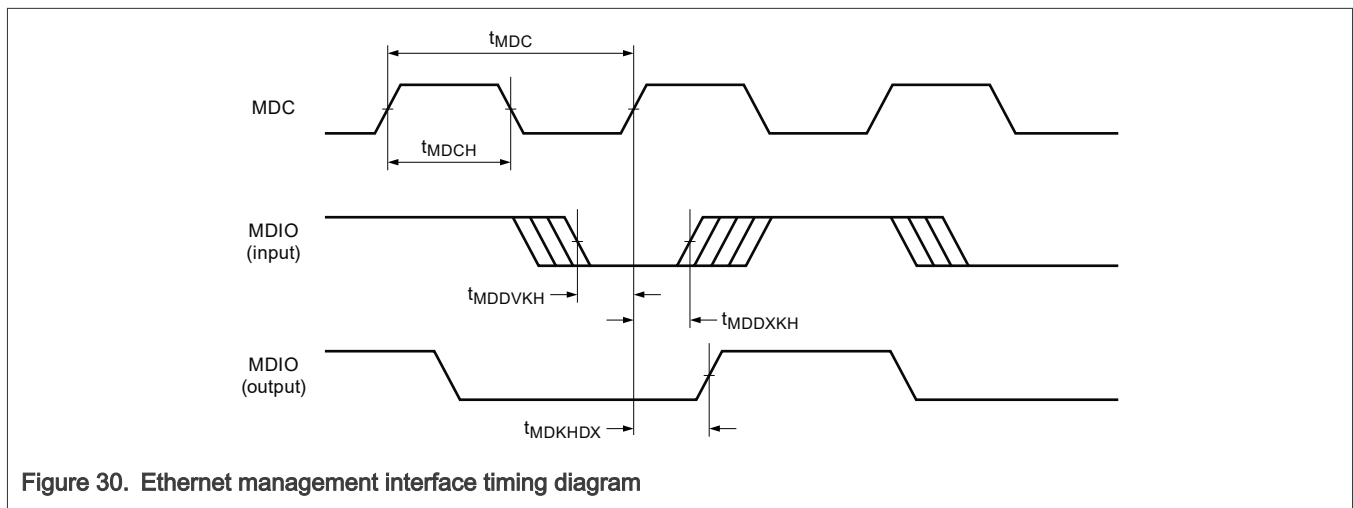 tMDC
MDC
tMDCH
MDIO
(input)
tMDDVKH
tMDDXKH
MDIO
(output)
tMDKHDX
Figure 30. Ethernet management interface timing diagram